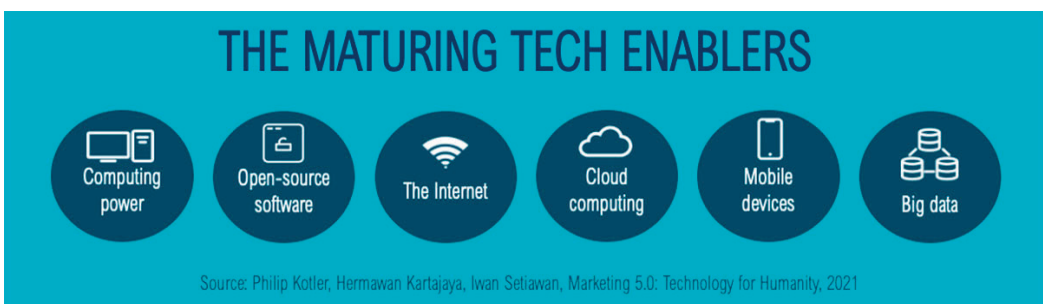 THE MATURING TECH ENABLERS
Computing
power
Open-source
software
The Internet
Cloud
computing
Mobile
devices
Big data
Source: Philip Kotler, Hermawan Kartajaya, Iwan Setiawan, Marketing 5.0: Technology for Humanity, 2021